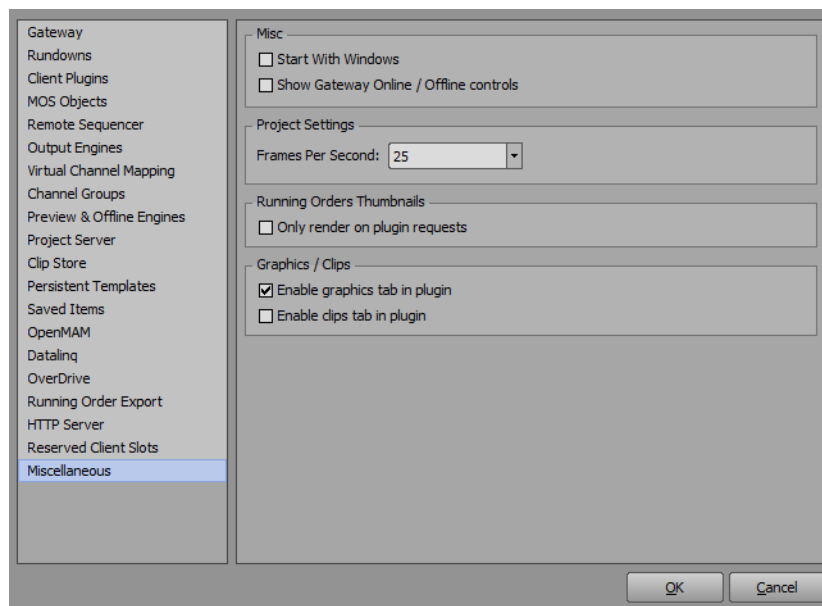 Gateway
Rundowns
Client Plugins
MOS Objects
Remote Sequencer
Output Engines
Virtual Channel Mapping
Channel Groups
Preview & Offline Engines
Project Server
Clip Store
Persistent Templates
Saved Items
OpenMAM
Datalinq
OverDrive
Running Order Export
HTTP Server
Reserved Client Slots
Miscellaneous
Misc
Start With Windows
Show Gateway Online / Offline controls
Project Settings
Frames Per Second: 25
Running Orders Thumbnails
Only render on plugin requests
Graphics / Clips
Enable graphics tab in plugin
Enable clips tab in plugin
OK Cancel